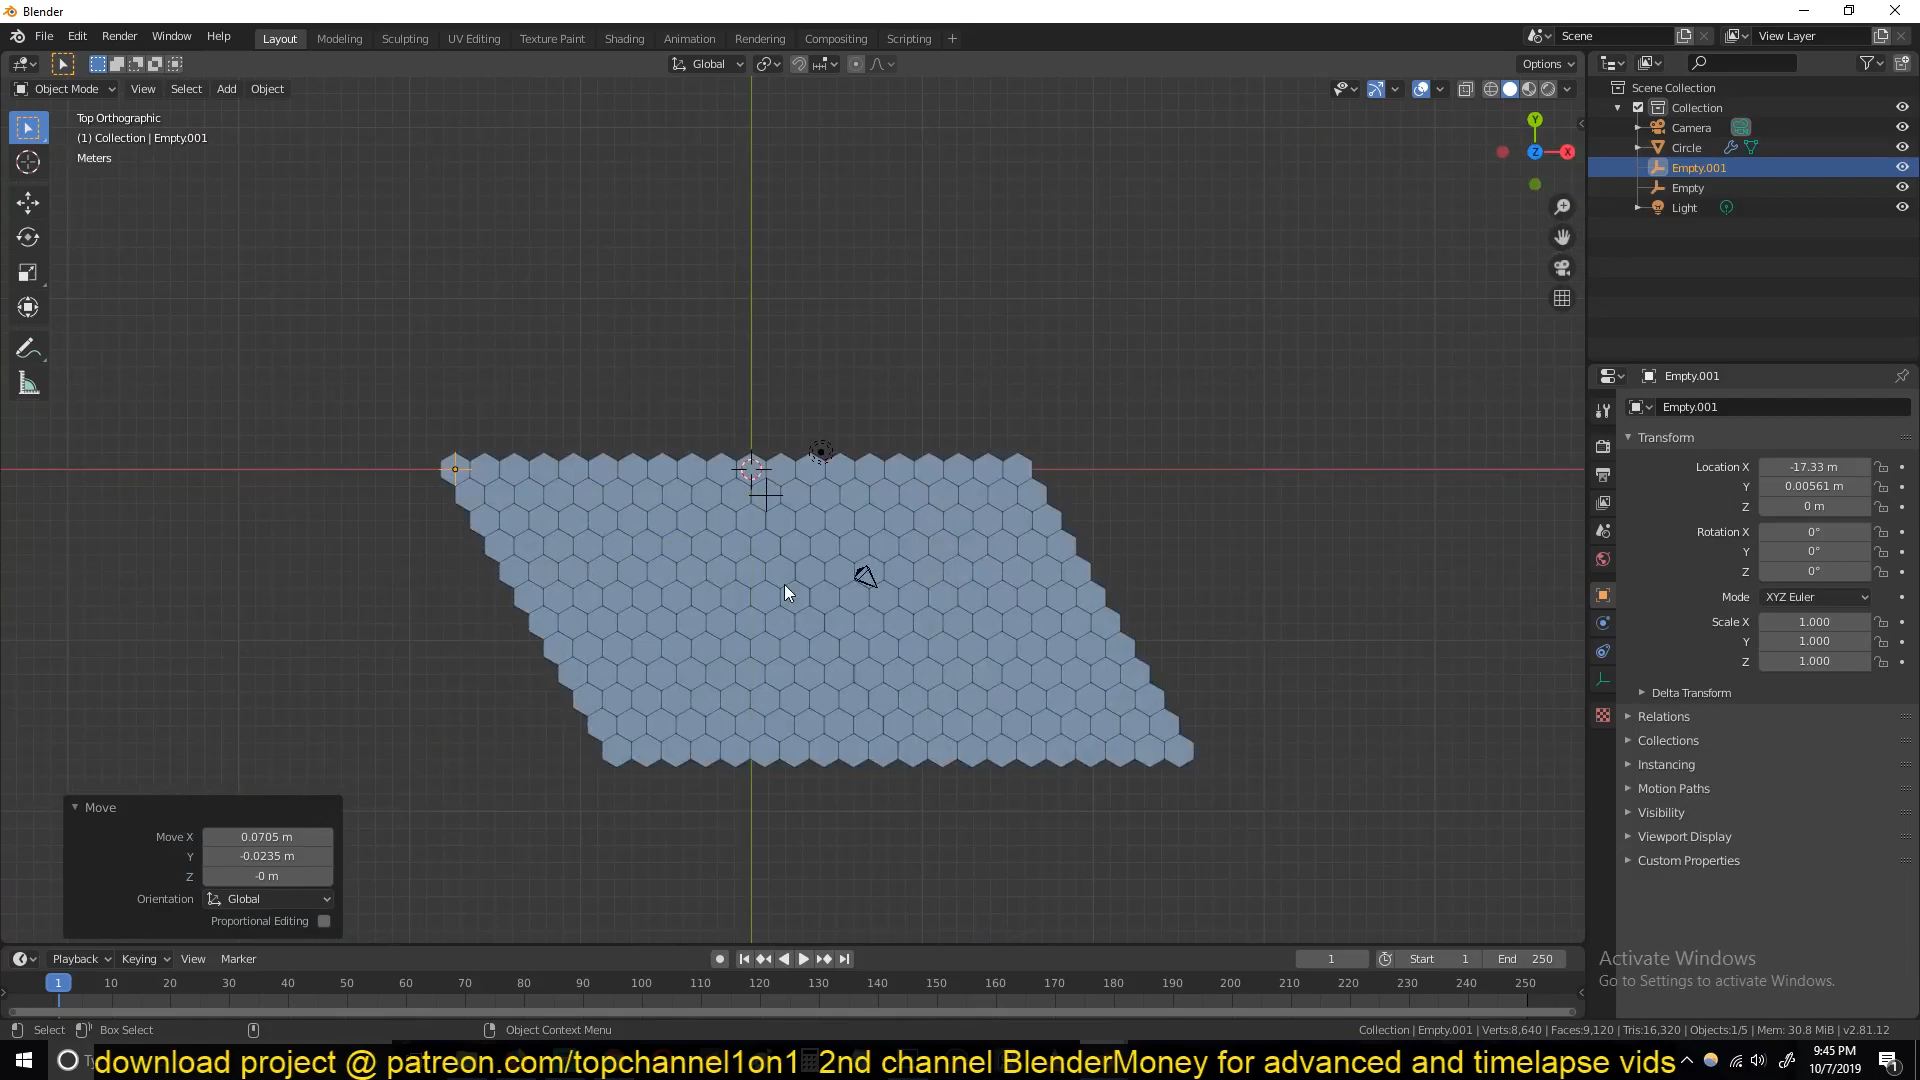 Blender
File Edit Render Window Help Layout Modeling Sculpting UV Editing Texture Paint Shading Animation Rendering Compositing Scripting + Scene View Layer
Global Options
Object Mode View Select Add Object
Top Orthographic
(1) Collection | Empty.001
Meters
Y
Z X
Scene Collection
Collection
Camera
Circle
Empty.001
Empty
Light
Empty.001
Empty.001
Transform
Location X -17.33 m
Y 0.00561 m
Z 0 m
Rotation X 0°
Y 0°
Z 0°
Mode XYZ Euler
Scale X 1.000
Y 1.000
Z 1.000
Delta Transform
Relations
Collections
Instancing
Motion Paths
Visibility
Viewport Display
Custom Properties
Move
Move X 0.0705 m
Y -0.0235 m
Z -0 m
Orientation Global
Proportional Editing
Activate Windows
Go to Settings to activate Windows.
Playback Keying View Marker 1 Start 1 End 250
1 10 20 30 40 50 60 70 80 90 100 110 120 130 140 150 160 170 180 190 200 210 220 230 240 250
Select Box Select Object Context Menu Collection | Empty.001 | Verts:8,640 | Faces:9,120 | Tris:16,320 | Objects:1/5 | Mem: 30.8 MiB | v2.81.12
download project @ patreon.com/topchannel1on1 2nd channel BlenderMoney for advanced and timelapse vids
9:45 PM
10/7/2019
1